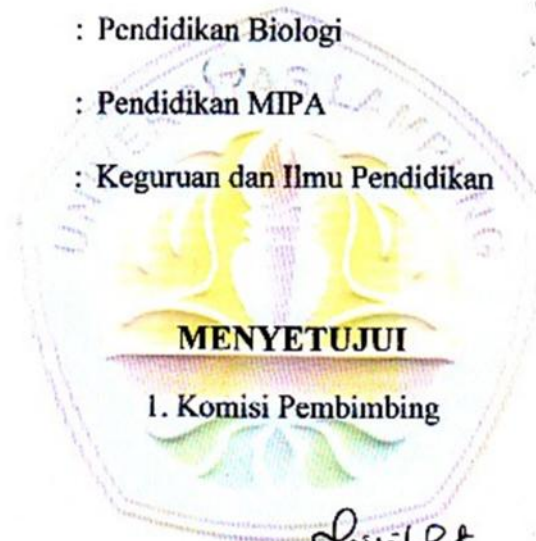 : Pendidikan Biologi
: Pendidikan MIPA
: Keguruan dan Ilmu Pendidikan
MENYETUJUI
1. Komisi Pembimbing